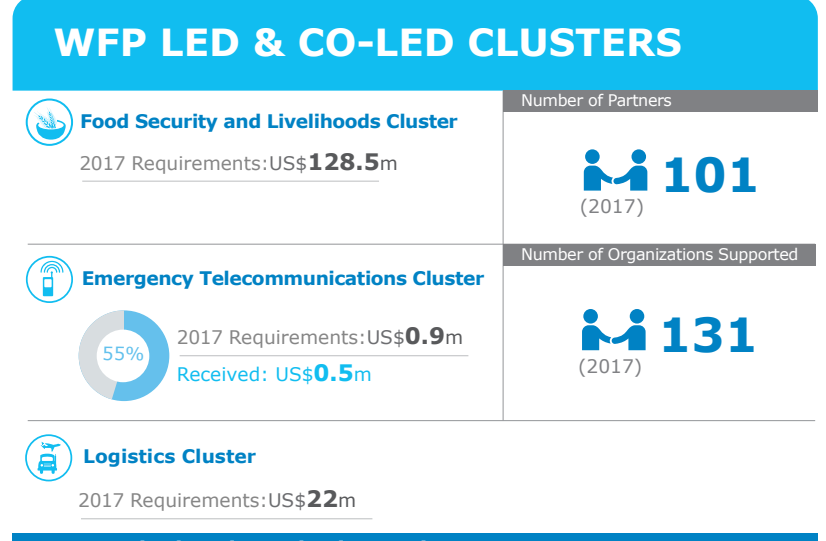 WFP LED & CO-LED CLUSTERS
Food Security and Livelihoods Cluster
2017 Requirements:US$128.5m
Number of Partners
101
(2017)
Emergency Telecommunications Cluster
55%
2017 Requirements:US$0.9m
Received: US$0.5m
Number of Organizations Supported
131
(2017)
Logistics Cluster
2017 Requirements:US$22m